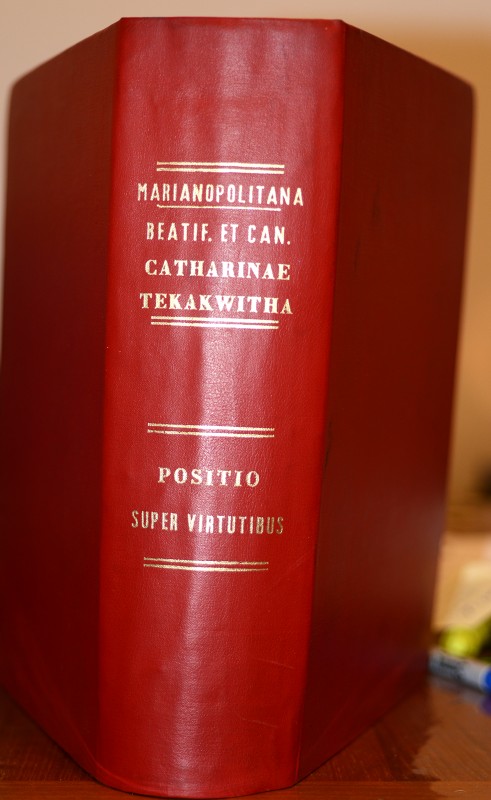 MARIANOPOLITANA
BEATIF. ET CAN.
CATHARINAE
TEKAKWITHA
POSITIO
SUPER VIRTUTIBUS